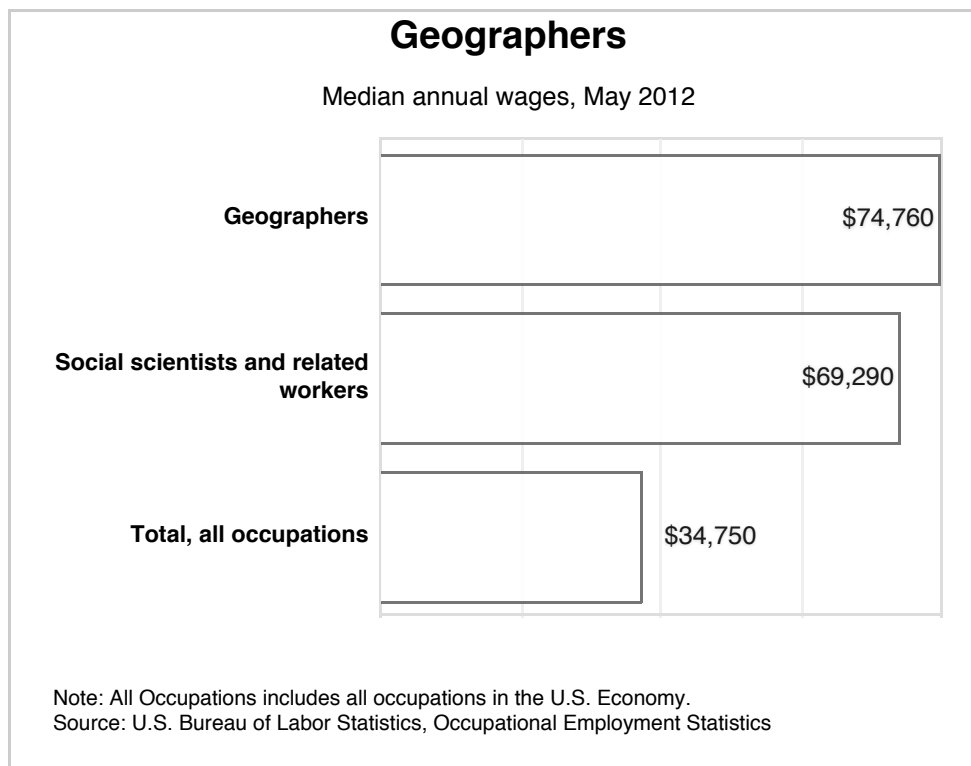 Geographers
Median annual wages, May 2012
Geographers
$74,760
Social scientists and related
workers
$69,290
Total, all occupations
$34,750
Note: All Occupations includes all occupations in the U.S. Economy.
Source: U.S. Bureau of Labor Statistics, Occupational Employment Statistics